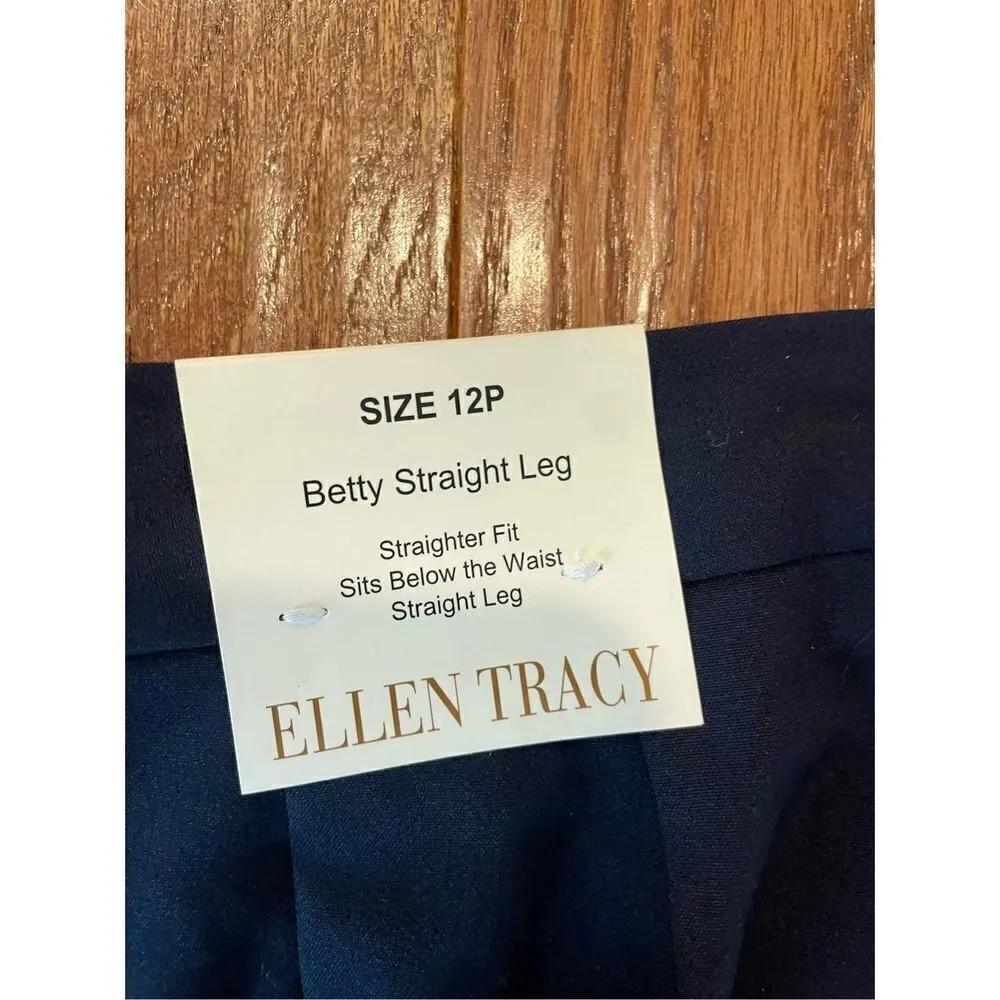 SIZE 12P
Betty Straight Leg
Straighter Fit
Sits Below the Waist
Straight Leg
ELLEN TRACY